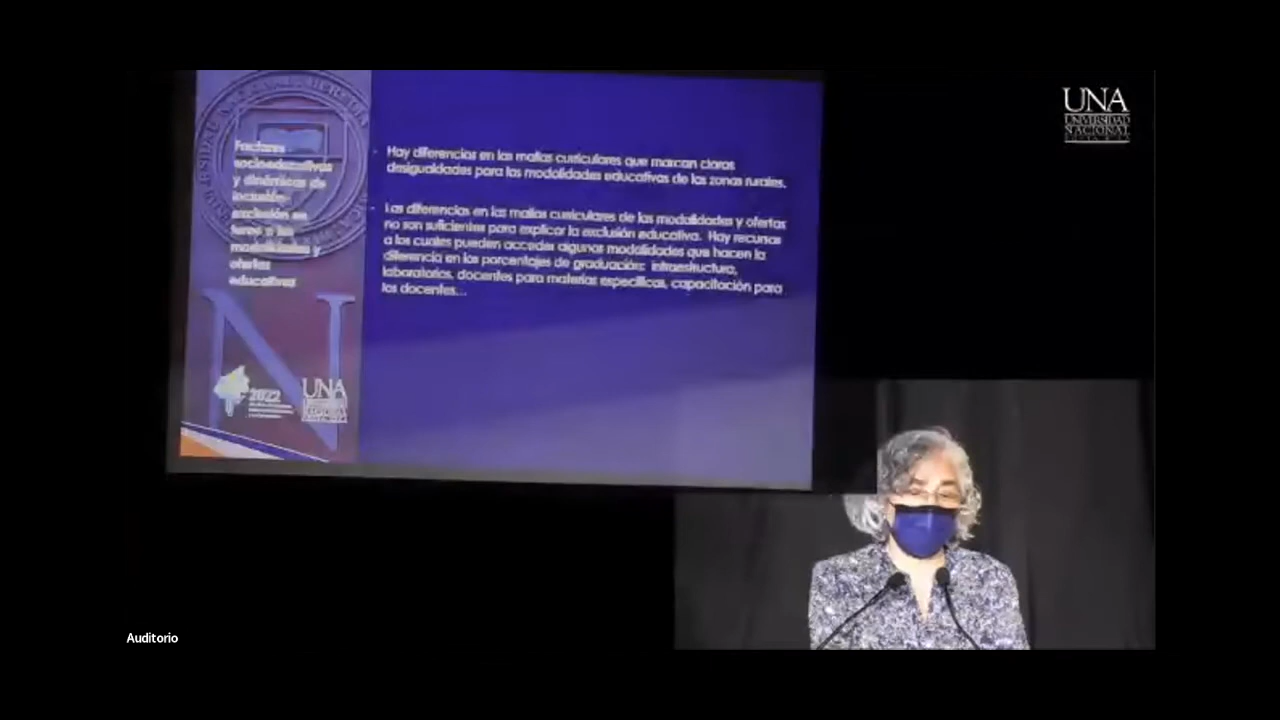 Factores
socioeducativos
y dinámicas de
inclusión-
exclusión en
torno a las
modalidades y
ofertas
educativas
Hay diferencias en las mallas curriculares que marcan claras
desigualdades para las modalidades educativas de las zonas rurales.
Las diferencias en las mallas curriculares de las modalidades y ofertas
no son suficientes para explicar la exclusión educativa. Hay recursos
a los cuales pueden acceder algunas modalidades que hacen la
diferencia en los porcentajes de graduación: infraestructura,
laboratorios, docentes para materias específicas, capacitación para
los docentes...
2022
UNA
UNA
UNIVERSIDAD
NACIONAL
Auditorio